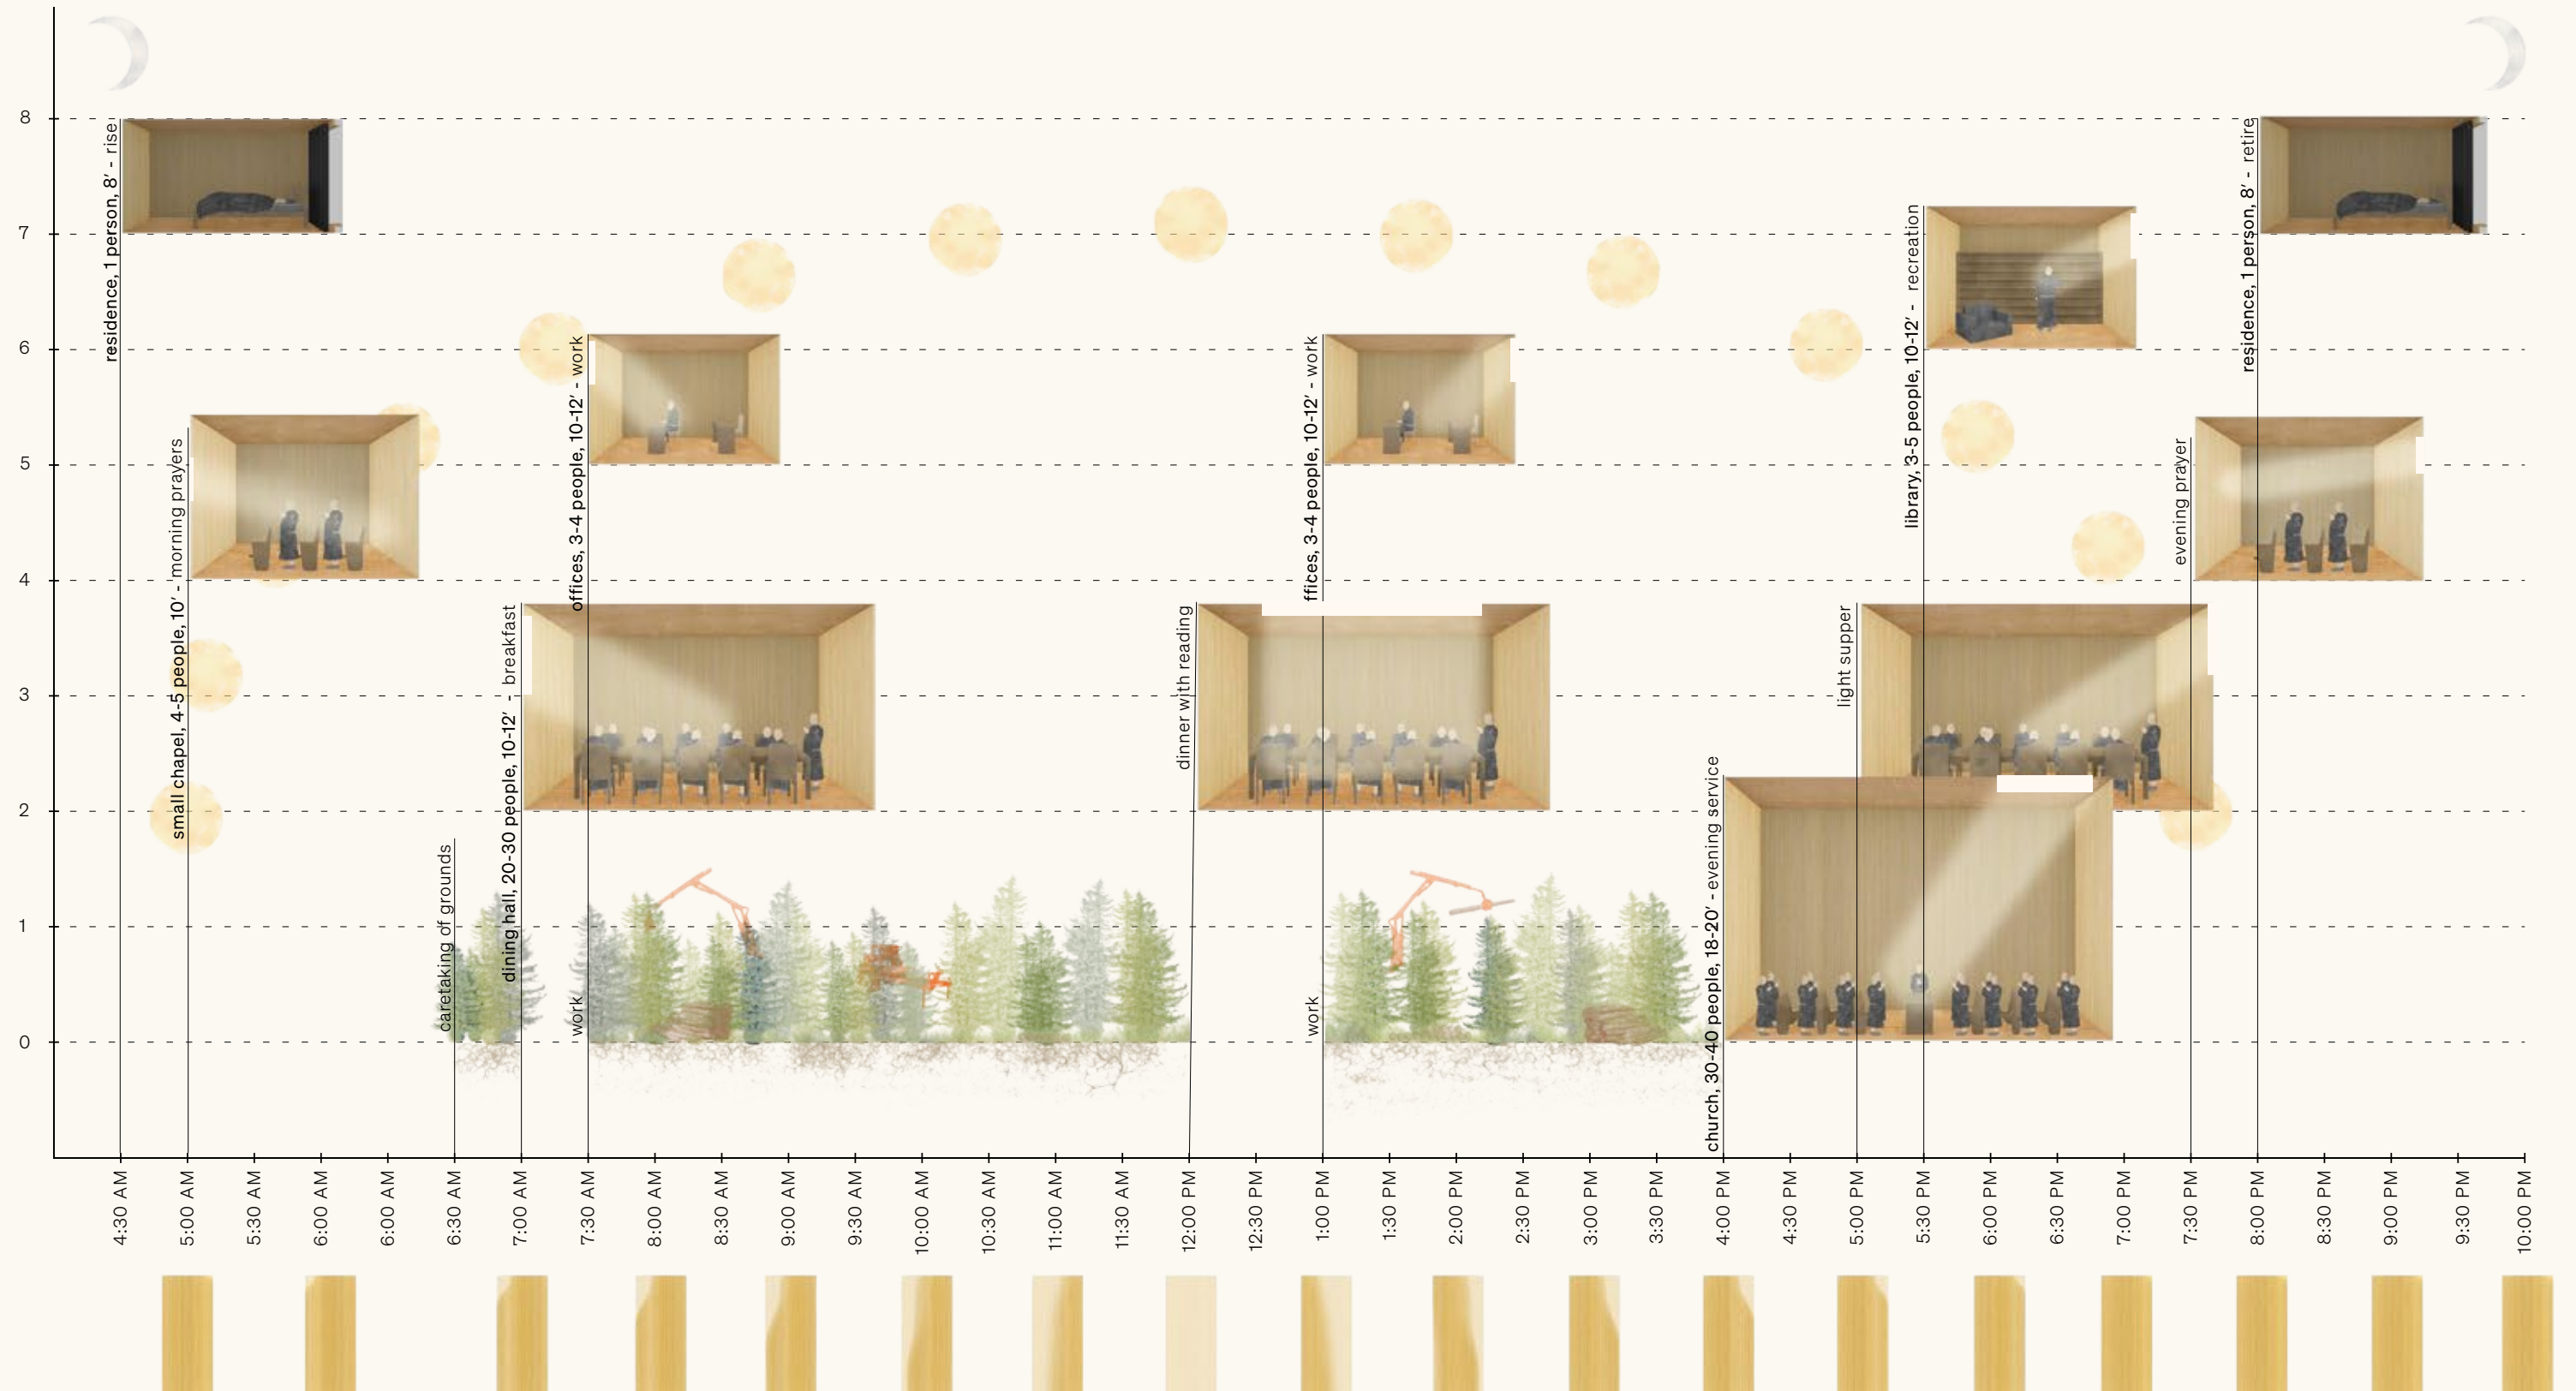 8
7
6
5
4
3
2
1
0
residence, 1 person, 8′ - rise
small chapel, 4-5 people, 10′ - morning prayers
caretaking of grounds
dining hall, 20-30 people, 10-12′ - breakfast
offices, 3-4 people, 10-12′ - work
work
dinner with reading
ffices, 3-4 people, 10-12′ - work
work
church, 30-40 people, 18-20′ - evening service
light supper
library, 3-5 people, 10-12′ - recreation
evening prayer
residence, 1 person, 8′ - retire
4:30 AM
5:00 AM
5:30 AM
6:00 AM
6:00 AM
6:30 AM
7:00 AM
7:30 AM
8:00 AM
8:30 AM
9:00 AM
9:30 AM
10:00 AM
10:30 AM
11:00 AM
11:30 AM
12:00 PM
12:30 PM
1:00 PM
1:30 PM
2:00 PM
2:30 PM
3:00 PM
3:30 PM
4:00 PM
4:30 PM
5:00 PM
5:30 PM
6:00 PM
6:30 PM
7:00 PM
7:30 PM
8:00 PM
8:30 PM
9:00 PM
9:30 PM
10:00 PM